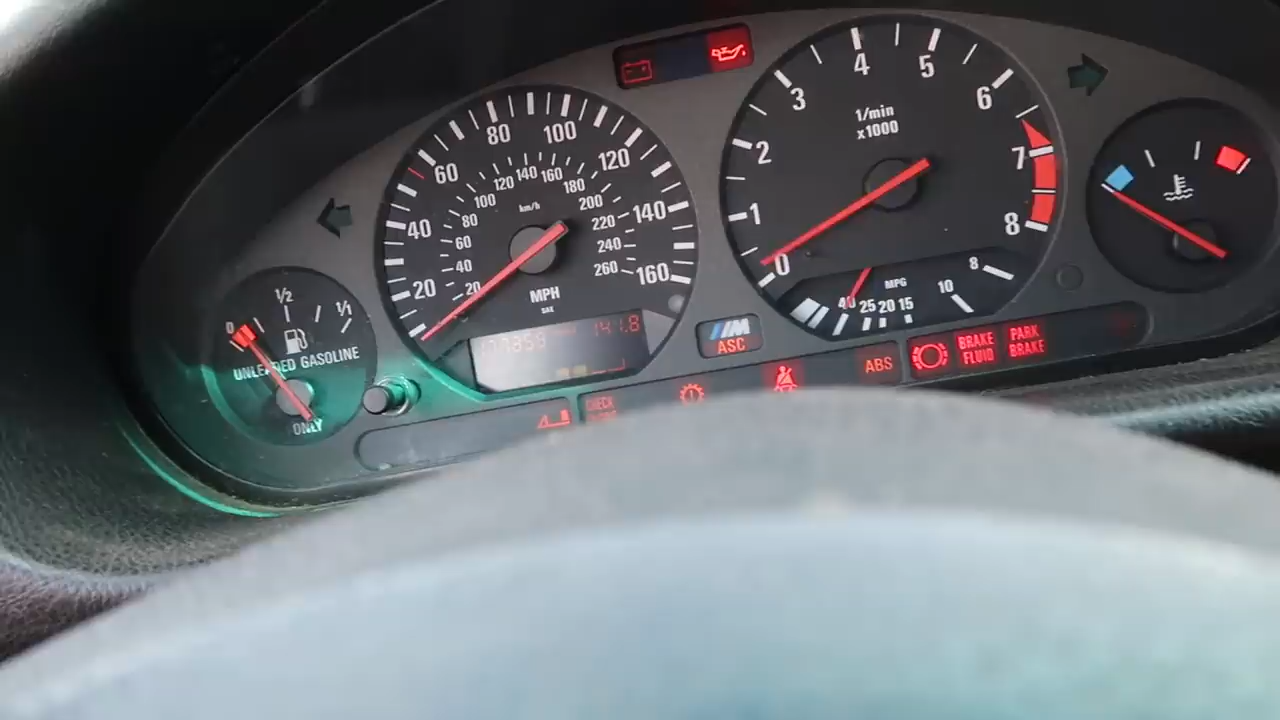 0
1/2
1/1
UNLEADED GASOLINE
ONLY
20
40
60
80
100
120
140
160
20
40
60
80
100
120
140
160
180
200
220
240
260
km/h
MPH
SAE
141.8
M
ASC
0
1
2
3
4
5
6
7
8
1/min
x1000
MPG
40 25 20 15 10 8
CHECK
ABS
BRAKE
FLUID
PARK
BRAKE